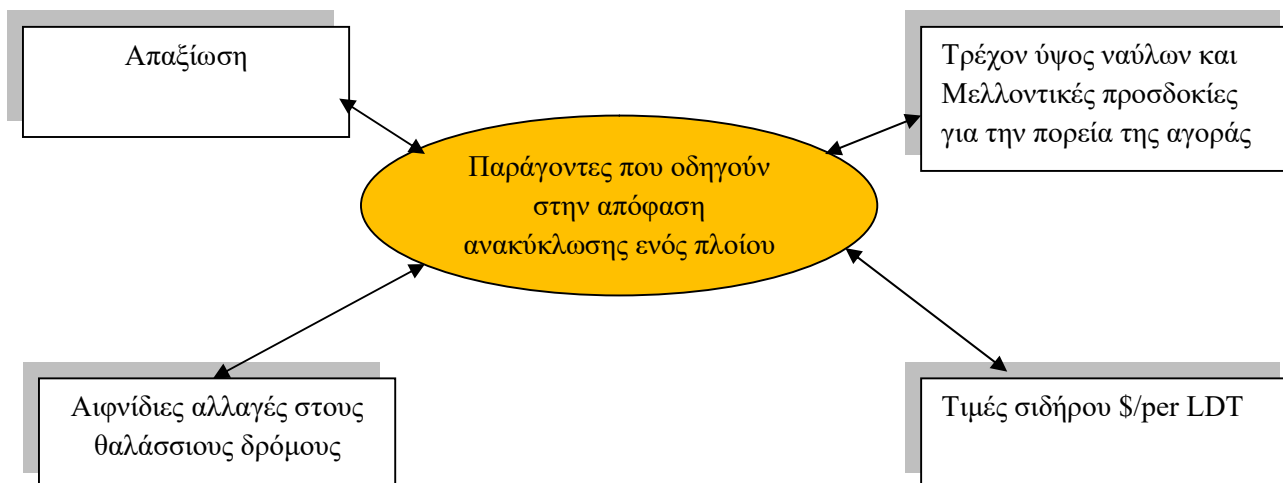 Απαξίωση
Τρέχον ύψος ναύλων και
Μελλοντικές προσδοκίες
για την πορεία της αγοράς
Παράγοντες που οδηγούν
στην απόφαση
ανακύκλωσης ενός πλοίου
Αιφνίδιες αλλαγές στους
θαλάσσιους δρόμους
Τιμές σιδήρου $/per LDT